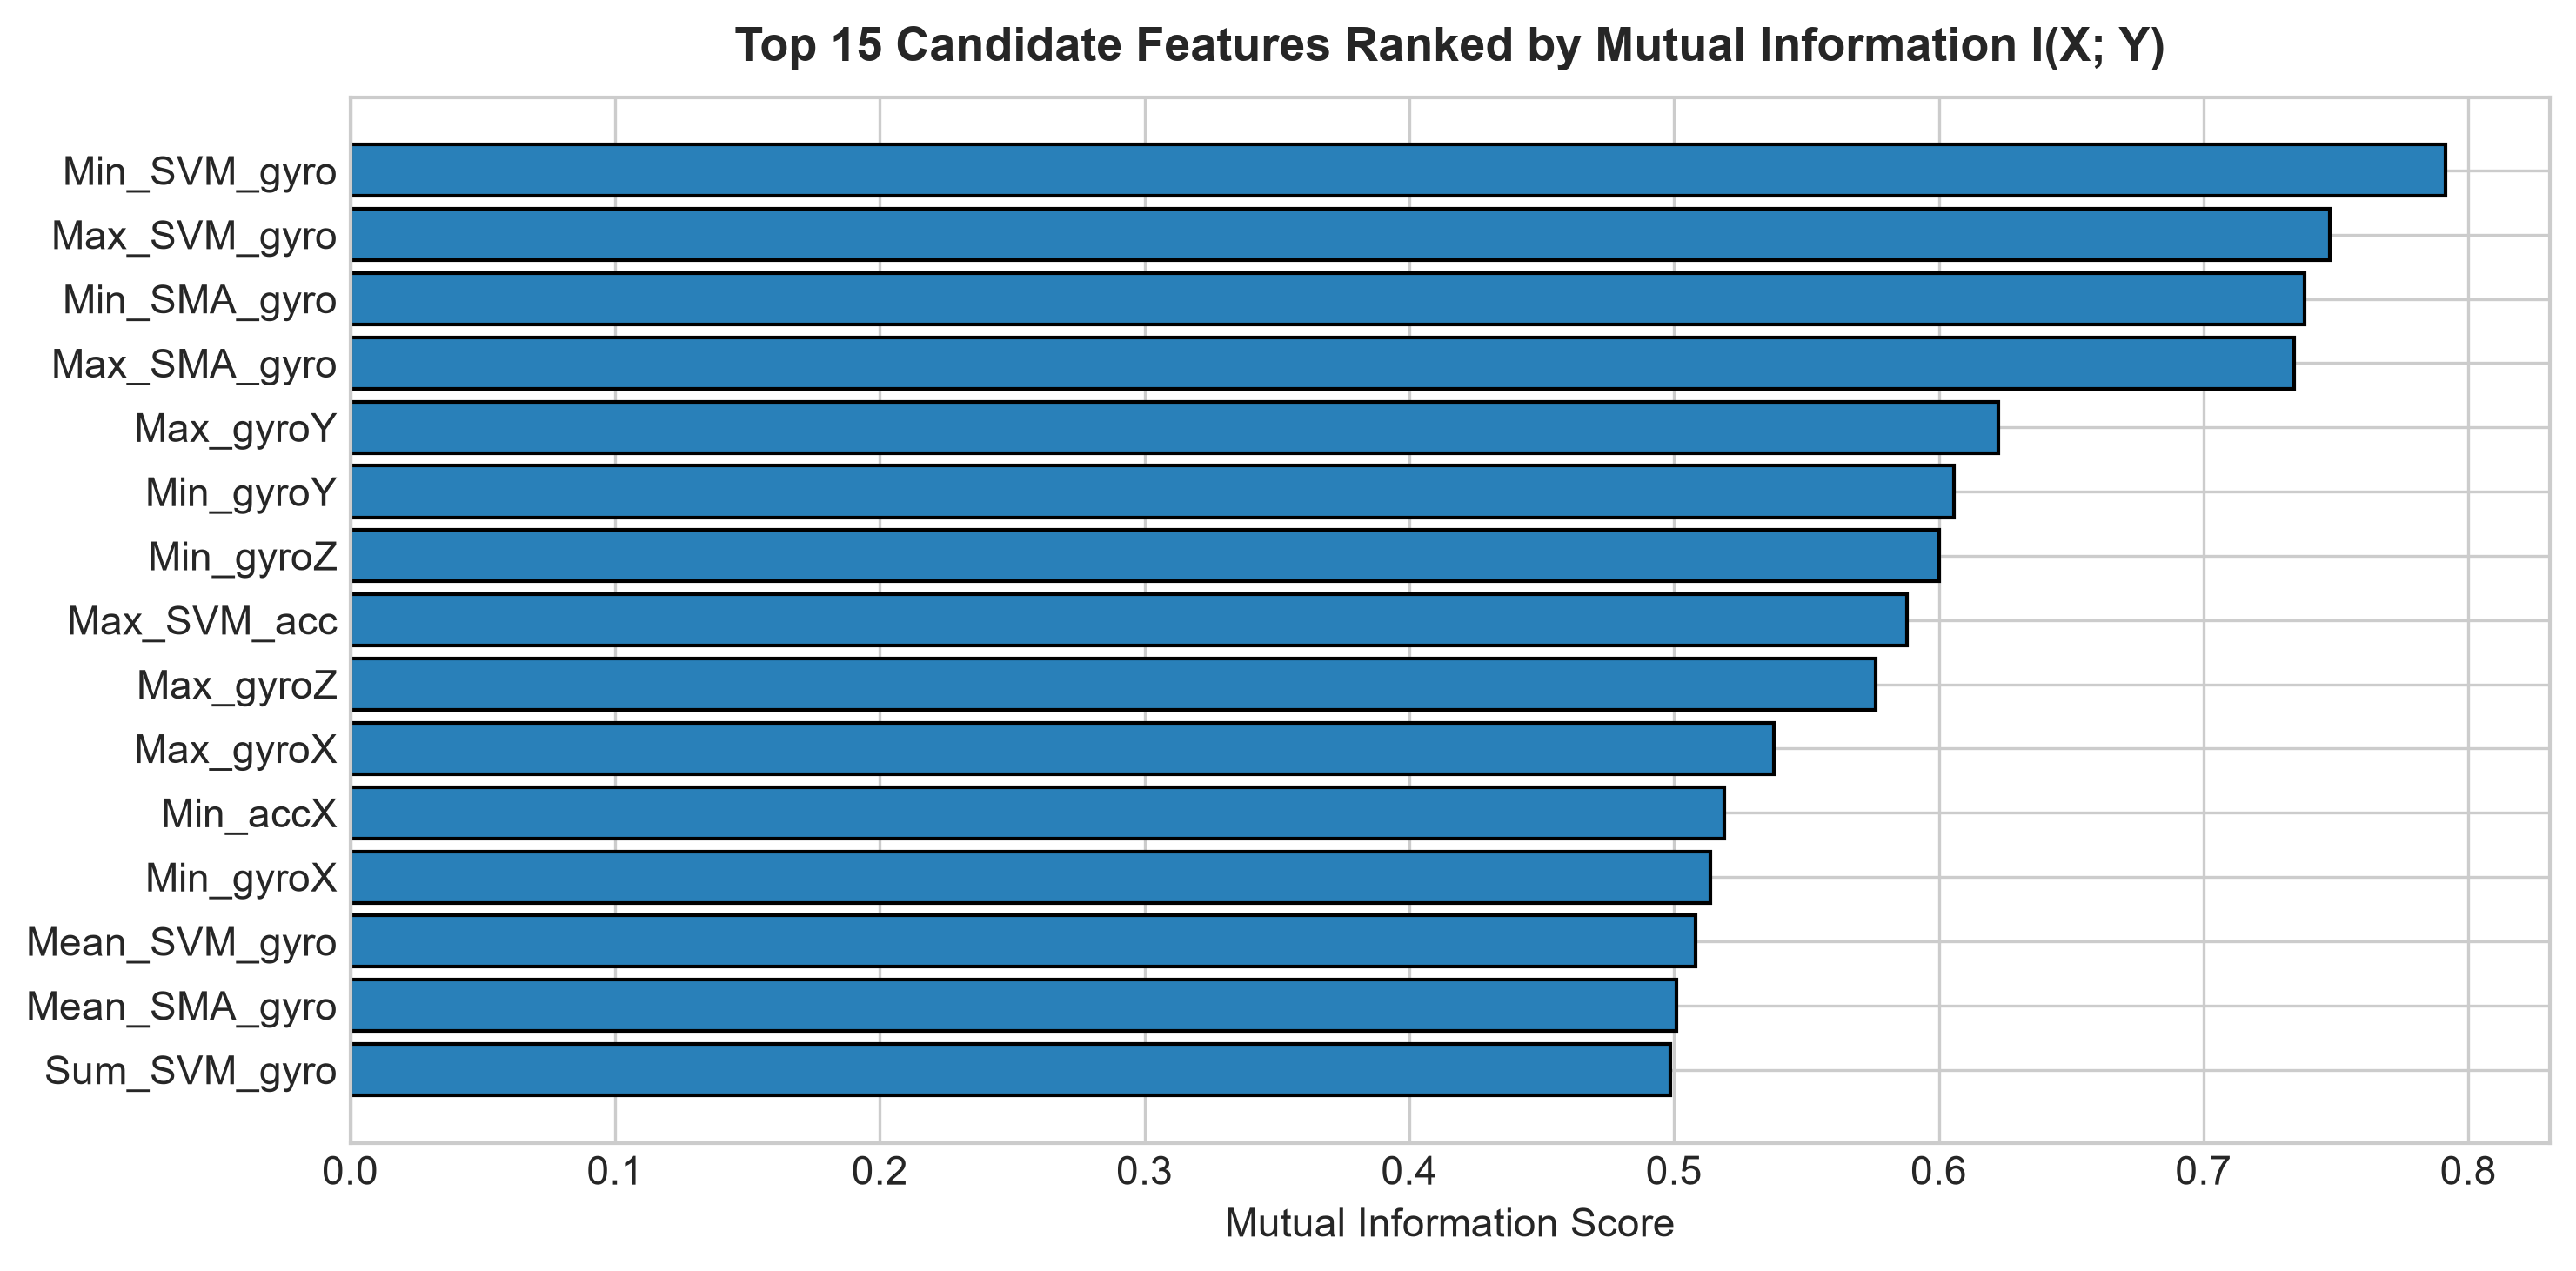 Top 15 Candidate Features Ranked by Mutual Information I(X; Y)
Min_SVM_gyro
Max_SVM_gyro
Min_SMA_gyro
Max_SMA_gyro
Max_gyroY
Min_gyroY
Min_gyroZ
Max_SVM_acc
Max_gyroZ
Max_gyroX
Min_accX
Min_gyroX
Mean_SVM_gyro
Mean_SMA_gyro
Sum_SVM_gyro
0.0 0.1 0.2 0.3 0.4 0.5 0.6 0.7 0.8
Mutual Information Score